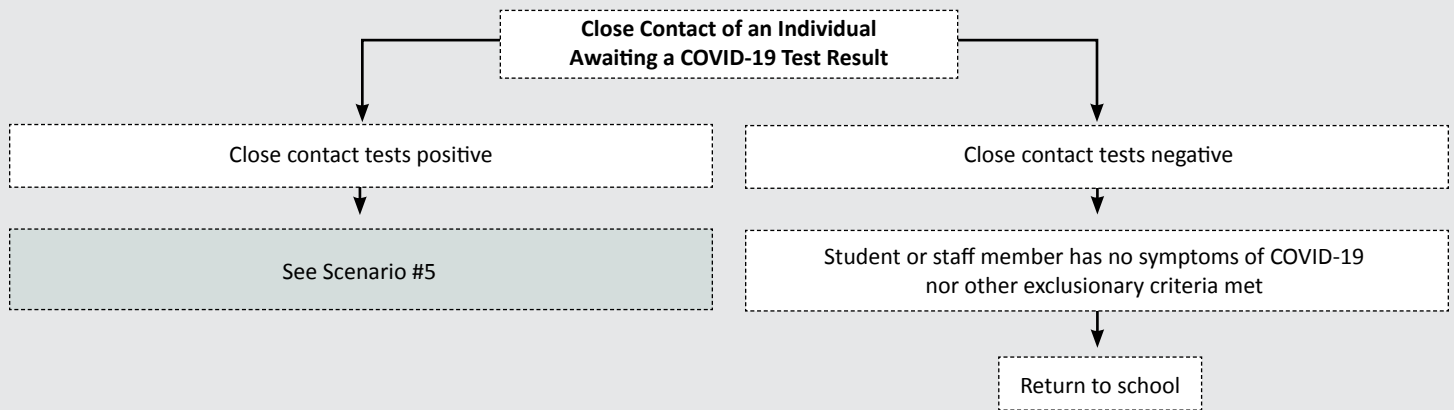 Close Contact of an Individual
Awaiting a COVID-19 Test Result
Close contact tests positive
Close contact tests negative
See Scenario #5
Student or staff member has no symptoms of COVID-19
nor other exclusionary criteria met
Return to school